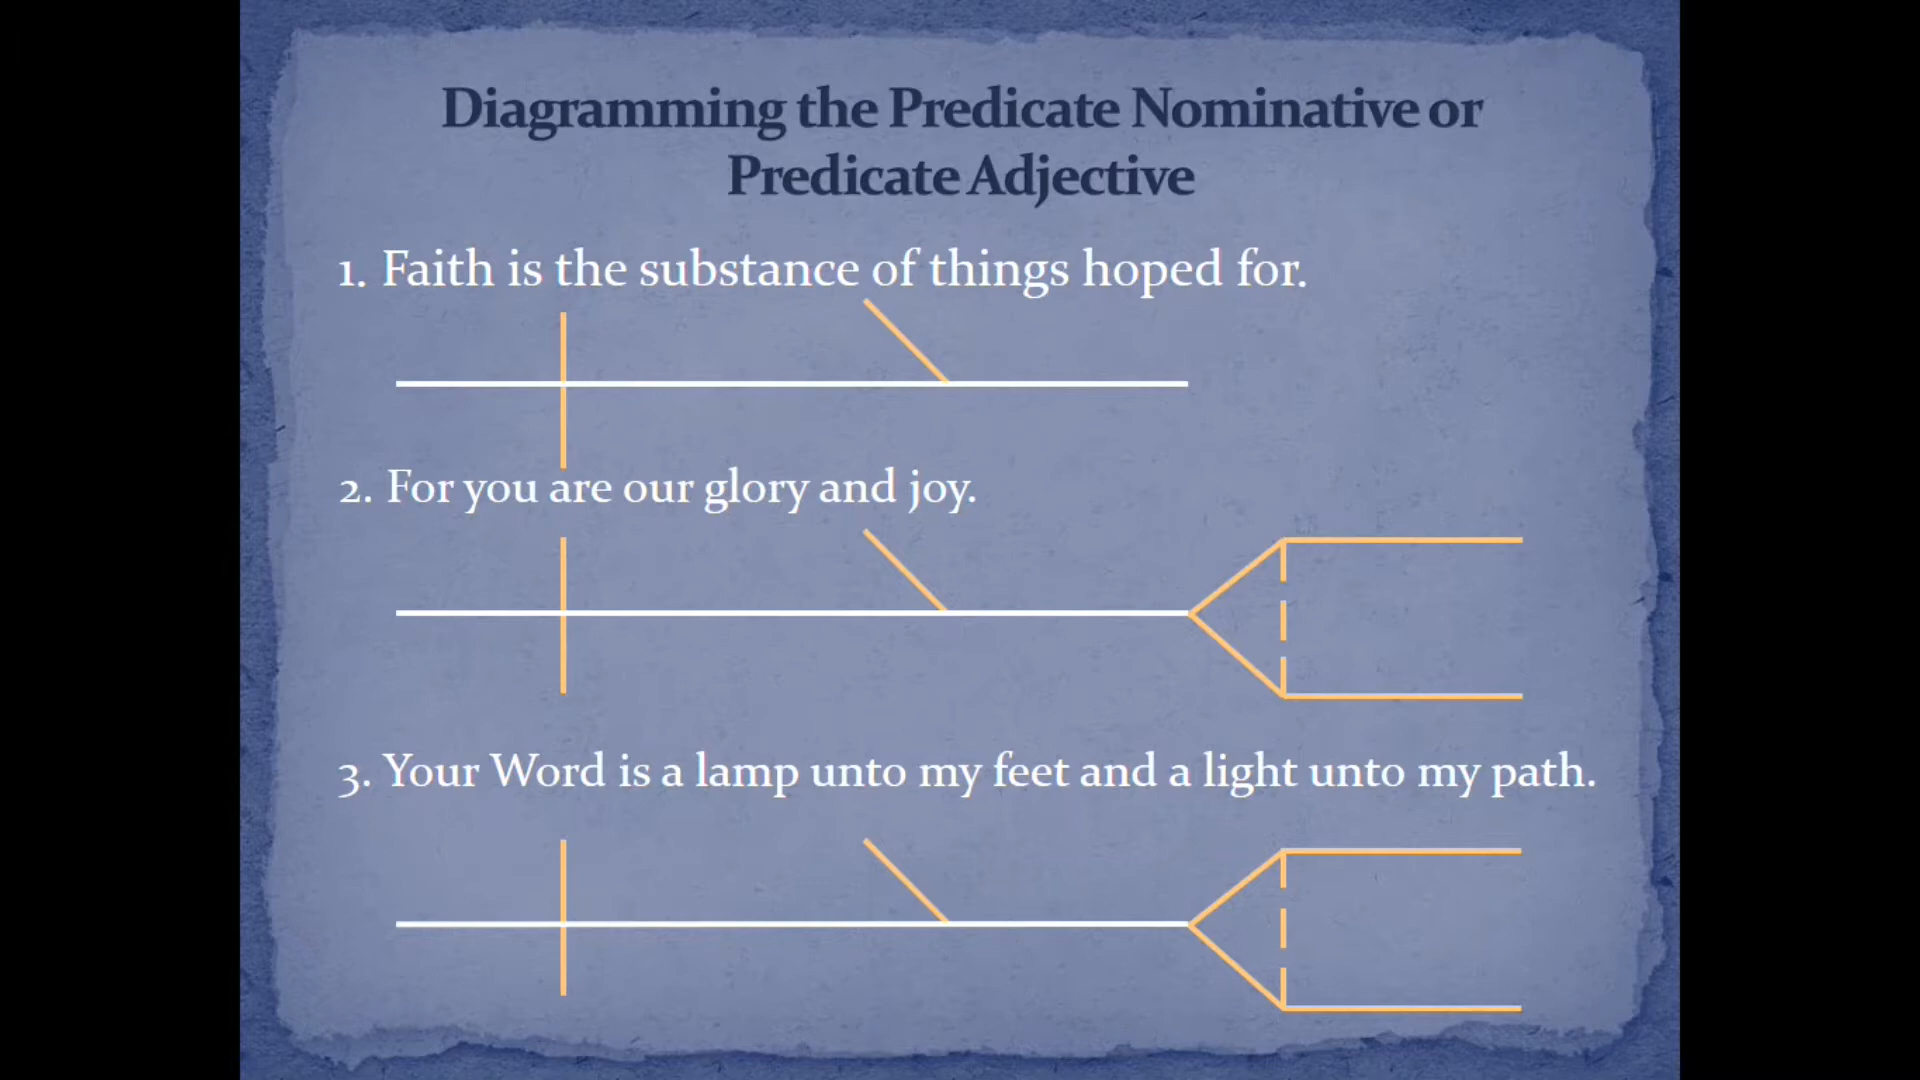 Diagramming the Predicate Nominative or
Predicate Adjective
1. Faith is the substance of things hoped for.
2. For you are our glory and joy.
3. Your Word is a lamp unto my feet and a light unto my path.